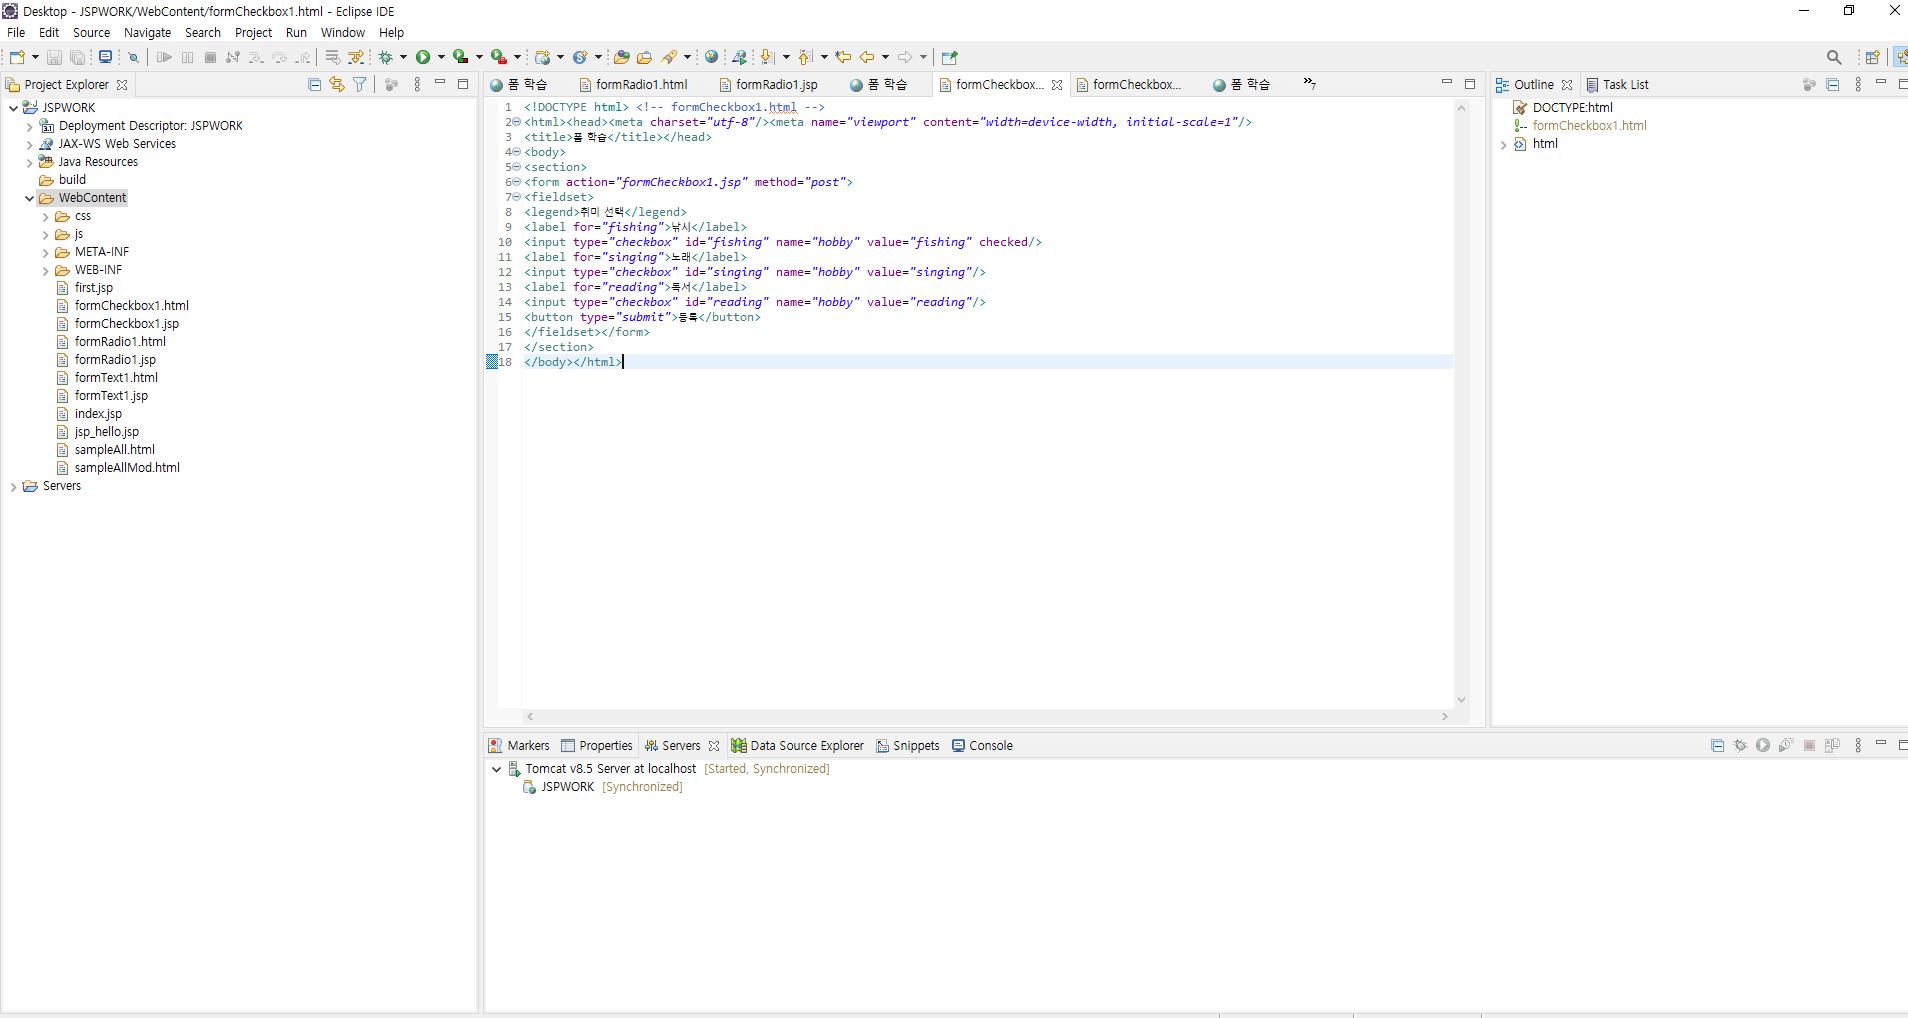 Desktop - JSPWORK/WebContent/formCheckbox1.html - Eclipse IDE
File Edit Source Navigate Search Project Run Window Help
Project Explorer
JSPWORK
Deployment Descriptor: JSPWORK
JAX-WS Web Services
Java Resources
build
WebContent
css
js
META-INF
WEB-INF
first.jsp
formCheckbox1.html
formCheckbox1.jsp
formRadio1.html
formRadio1.jsp
formText1.html
formText1.jsp
index.jsp
jsp_hello.jsp
sampleAll.html
sampleAllMod.html
Servers
폼 학습 formRadio1.html formRadio1.jsp 폼 학습 formCheckbox... formCheckbox... 폼 학습 »7
1 <!DOCTYPE html> <!-- formCheckbox1.html -->
2 <html><head><meta charset="utf-8"/><meta name="viewport" content="width=device-width, initial-scale=1"/>
3 <title>폼 학습</title></head>
4 <body>
5 <section>
6 <form action="formCheckbox1.jsp" method="post">
7 <fieldset>
8 <legend>취미 선택</legend>
9 <label for="fishing">낚시</label>
10 <input type="checkbox" id="fishing" name="hobby" value="fishing" checked/>
11 <label for="singing">노래</label>
12 <input type="checkbox" id="singing" name="hobby" value="singing"/>
13 <label for="reading">독서</label>
14 <input type="checkbox" id="reading" name="hobby" value="reading"/>
15 <button type="submit">등록</button>
16 </fieldset></form>
17 </section>
18 </body></html>
Outline Task List
DOCTYPE:html
formCheckbox1.html
html
Markers Properties Servers Data Source Explorer Snippets Console
Tomcat v8.5 Server at localhost [Started, Synchronized]
JSPWORK [Synchronized]